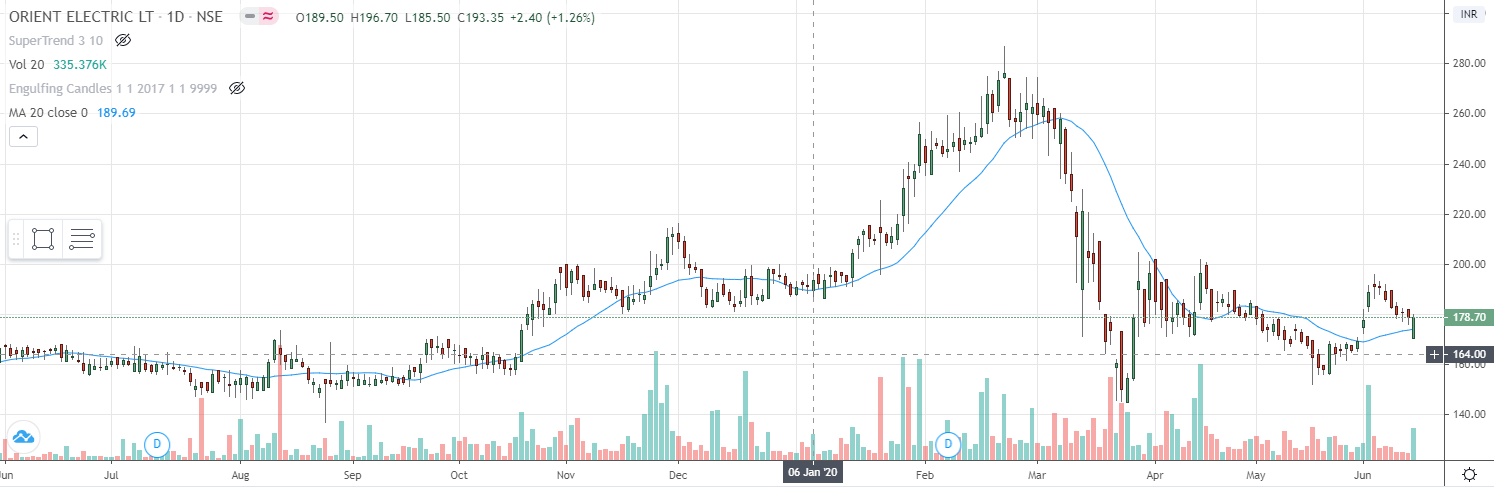 ORIENT ELECTRIC LT · 1D · NSE O189.50 H196.70 L185.50 C193.35 +2.40 (+1.26%) INR
SuperTrend 3 10
Vol 20 335.376K
Engulfing Candles 1 1 2017 1 1 9999
MA 20 close 0 189.69
280.00
260.00
240.00
220.00
200.00
178.70
164.00
160.00
140.00
D D
Jun Jul Aug Sep Oct Nov Dec 06 Jan '20 Feb Mar Apr May Jun